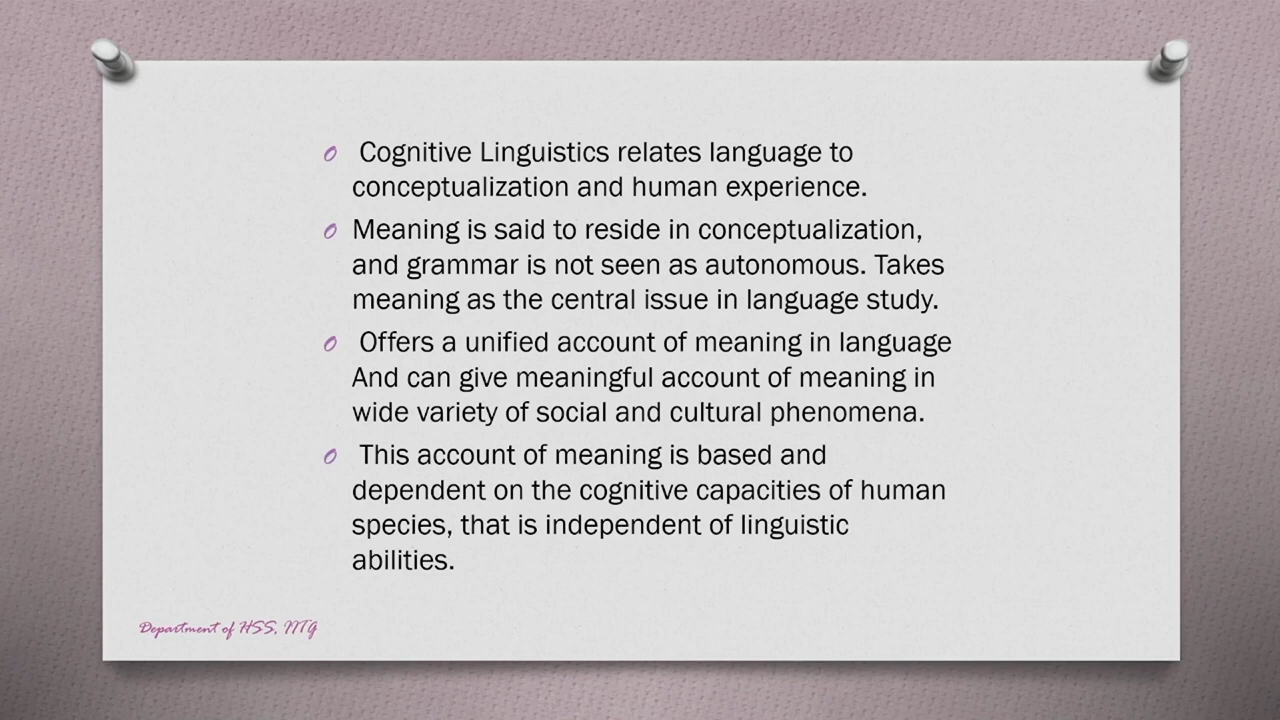 Cognitive Linguistics relates language to
conceptualization and human experience.
Meaning is said to reside in conceptualization,
and grammar is not seen as autonomous. Takes
meaning as the central issue in language study.
Offers a unified account of meaning in language
And can give meaningful account of meaning in
wide variety of social and cultural phenomena.
This account of meaning is based and
dependent on the cognitive capacities of human
species, that is independent of linguistic
abilities.
Department of HSS, IITG